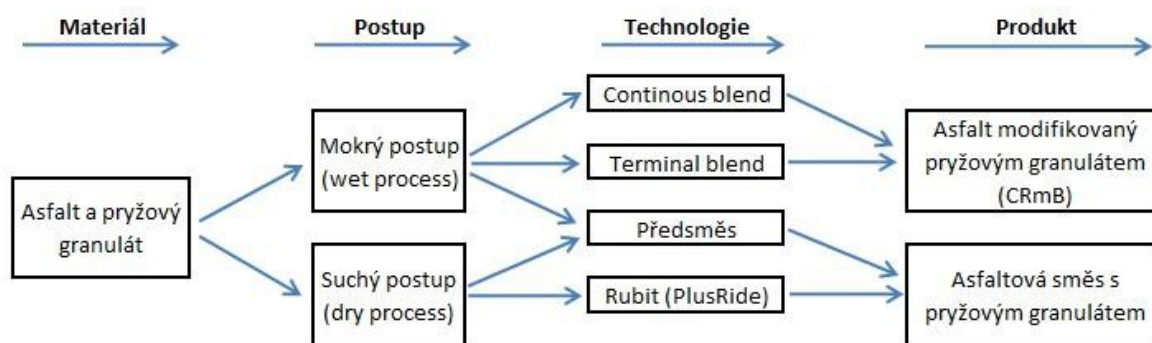 Materiál
Postup
Technologie
Produkt
Asfalt a pryžový
granulát
Mokrý postup
(wet process)
Suchý postup
(dry process)
Continous blend
Terminal blend
Předsměs
Rubit (PlusRide)
Asfalt modifikovaný
pryžovým granulátem
(CRmB)
Asfaltová směs s
pryžovým granulátem